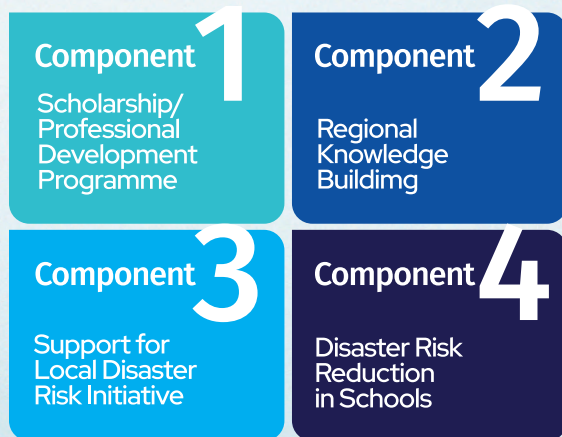 Component 1
Scholarship/
Professional
Development
Programme
Component 2
Regional
Knowledge
Buildimg
Component 3
Support for
Local Disaster
Risk Initiative
Component 4
Disaster Risk
Reduction
in Schools